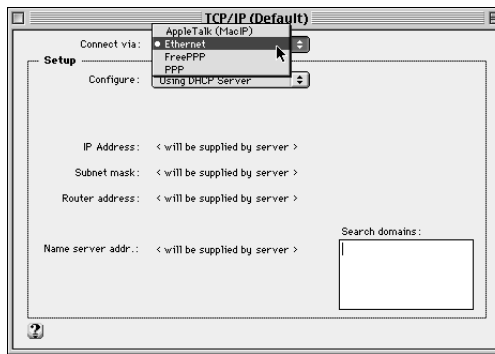 TCP/IP (Default)
AppleTalk (MacIP)
Connect via:
Ethernet
FreePPP
PPP
Setup
Configure:
Using DHCP Server
IP Address: < will be supplied by server >
Subnet mask: < will be supplied by server >
Router address: < will be supplied by server >
Search domains:
Name server addr.: < will be supplied by server >
?